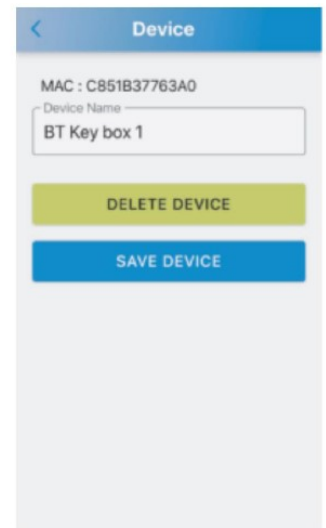 Device
MAC : C851B37763A0
Device Name
BT Key box 1
DELETE DEVICE
SAVE DEVICE